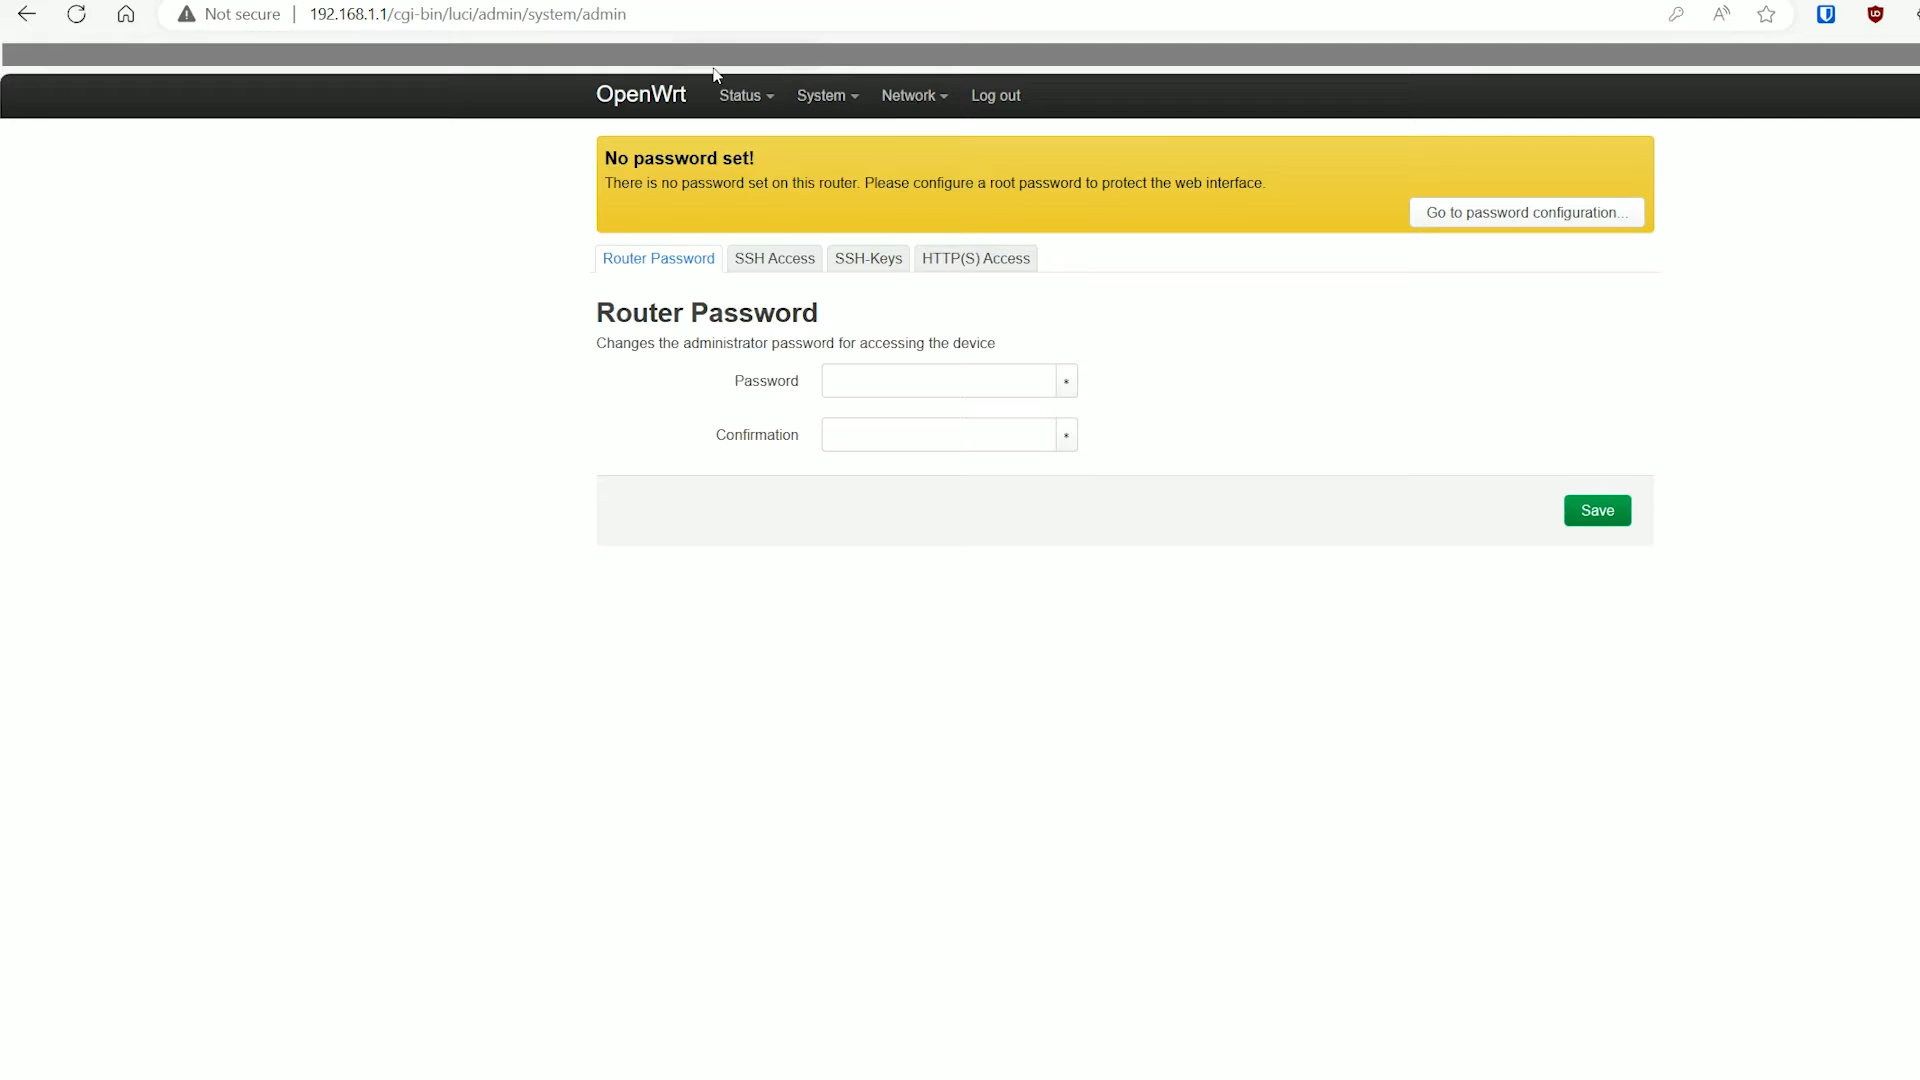 Not secure | 192.168.1.1/cgi-bin/luci/admin/system/admin
OpenWrt Status System Network Log out
No password set!
There is no password set on this router. Please configure a root password to protect the web interface.
Go to password configuration...
Router Password SSH Access SSH-Keys HTTP(S) Access
Router Password
Changes the administrator password for accessing the device
Password *
Confirmation *
Save